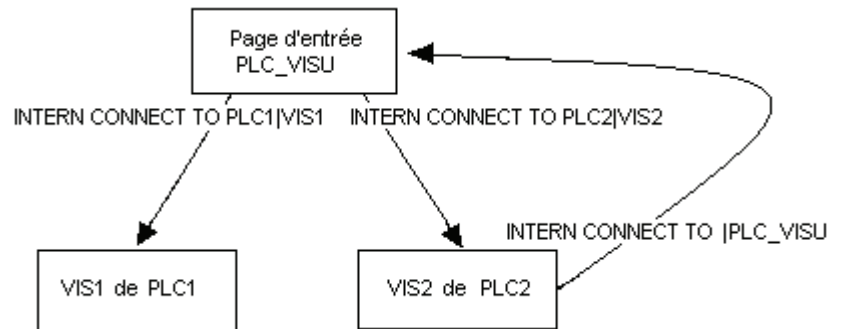 Page d'entrée
PLC_VISU
INTERN CONNECT TO PLC1|VIS1
INTERN CONNECT TO PLC2|VIS2
INTERN CONNECT TO |PLC_VISU
VIS1 de PLC1
VIS2 de PLC2